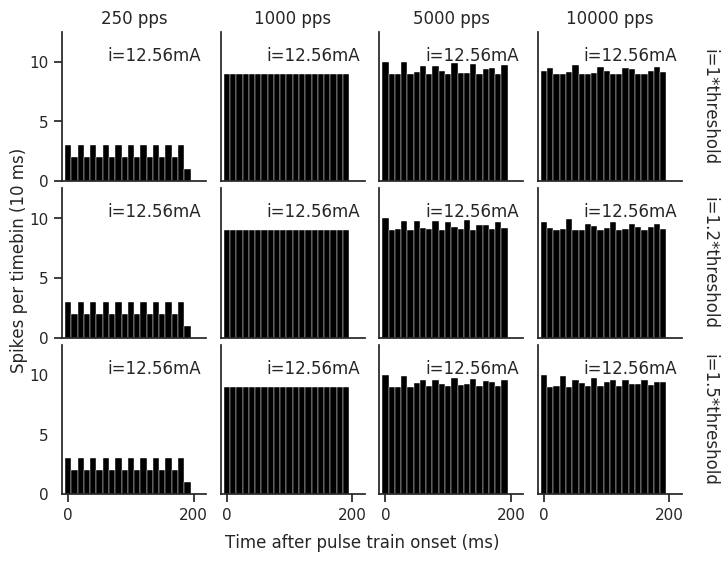 250 pps
1000 pps
5000 pps
10000 pps
10
5
0
i=12.56mA
i=12.56mA
i=12.56mA
i=12.56mA
i=1*threshold
10
5
0
i=12.56mA
i=12.56mA
i=12.56mA
i=12.56mA
i=1.2*threshold
Spikes per timebin (10 ms)
10
5
0
i=12.56mA
i=12.56mA
i=12.56mA
i=12.56mA
i=1.5*threshold
0
200
0
200
0
200
0
200
Time after pulse train onset (ms)